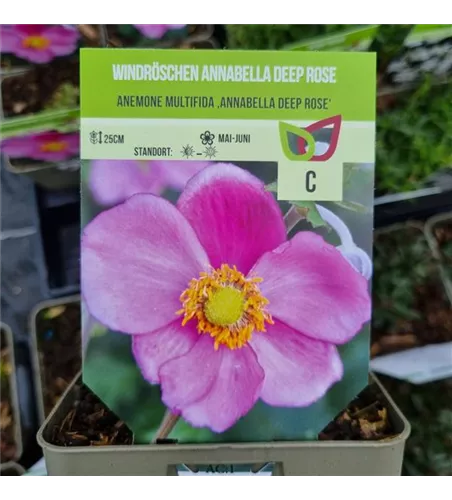 WINDRÖSCHEN ANNABELLA DEEP ROSE
ANEMONE MULTIFIDA ‚ANNABELLA DEEP ROSE'
25CM MAI-JUNI
STANDORT: –
C